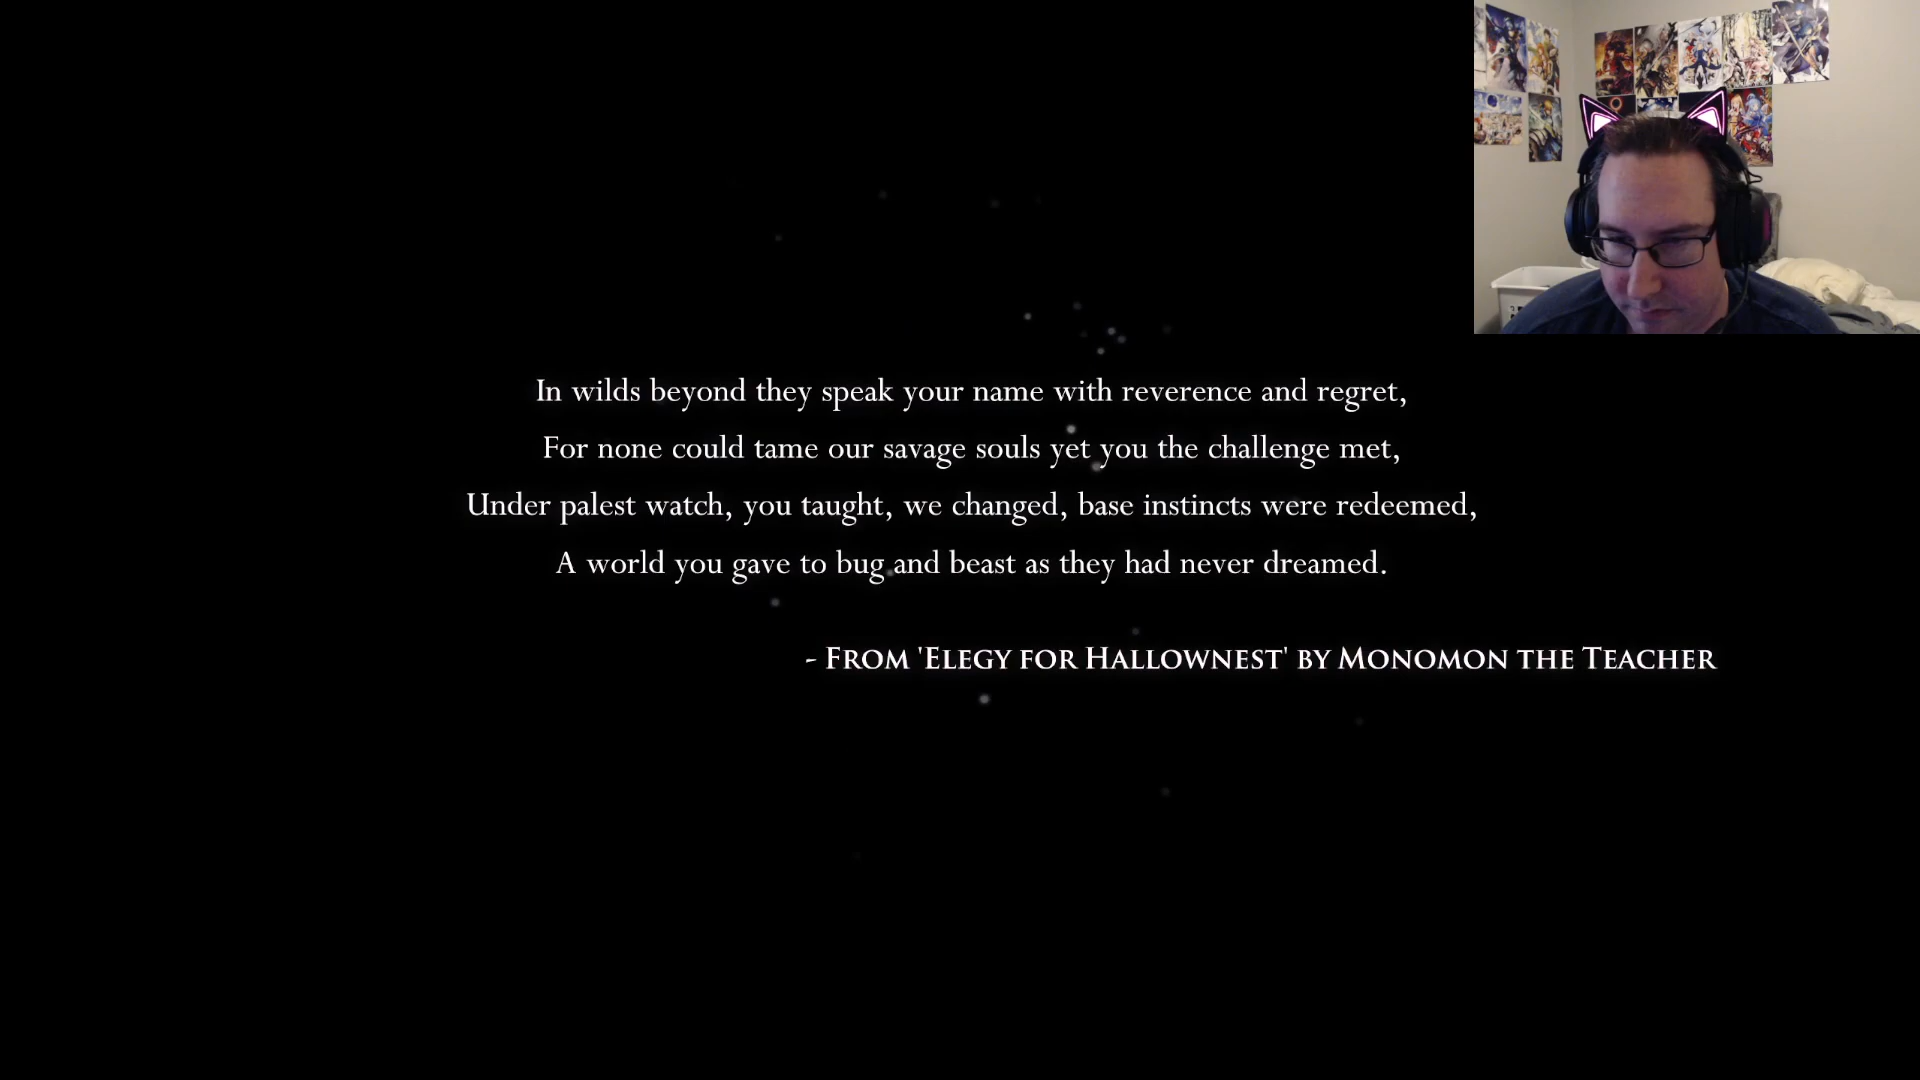 In wilds beyond they speak your name with reverence and regret,
For none could tame our savage souls yet you the challenge met,
Under palest watch, you taught, we changed, base instincts were redeemed,
A world you gave to bug and beast as they had never dreamed.
- From 'Elegy for Hallownest' by Monomon the Teacher